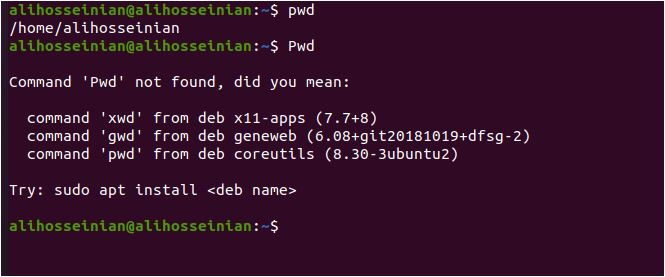 alihosseinian@alihosseinian:~$ pwd
/home/alihosseinian
alihosseinian@alihosseinian:~$ Pwd
Command 'Pwd' not found, did you mean:
  command 'xwd' from deb x11-apps (7.7+8)
  command 'gwd' from deb geneweb (6.08+git20181019+dfsg-2)
  command 'pwd' from deb coreutils (8.30-3ubuntu2)
Try: sudo apt install <deb name>
alihosseinian@alihosseinian:~$